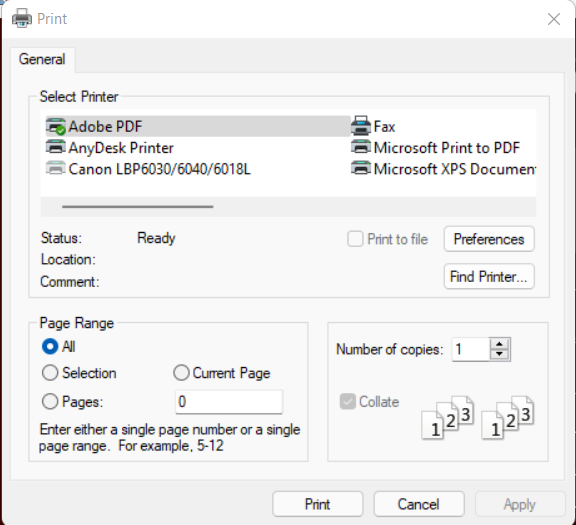 Print
General
Select Printer
Adobe PDF
Fax
AnyDesk Printer
Microsoft Print to PDF
Canon LBP6030/6040/6018L
Microsoft XPS Documen
Status: Ready
Print to file
Preferences
Location:
Comment:
Find Printer...
Page Range
All
Selection
Current Page
Pages: 0
Enter either a single page number or a single
page range. For example, 5-12
Number of copies: 1
Collate
1 2 3 1 2 3
Print
Cancel
Apply